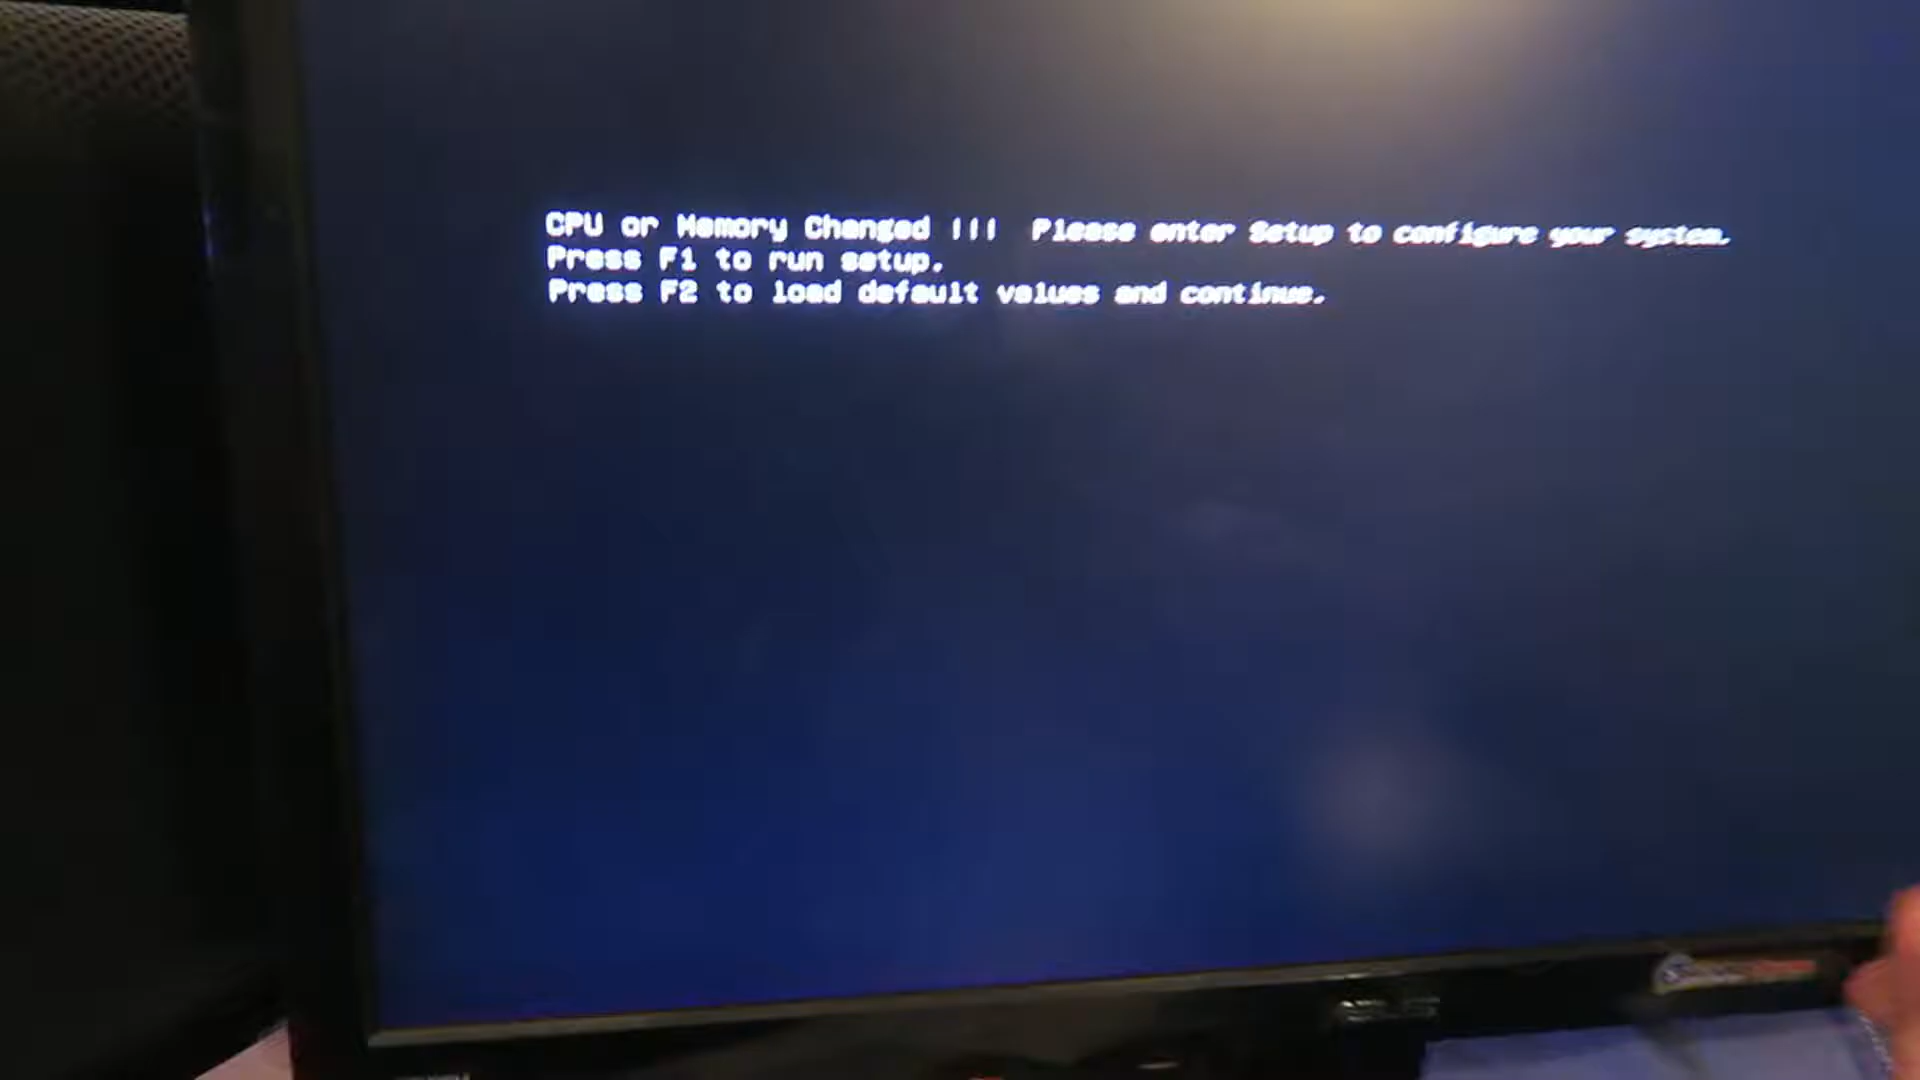 CPU or Memory Changed !!!  Please enter Setup to configure your system.
Press F1 to run setup.
Press F2 to load default values and continue.